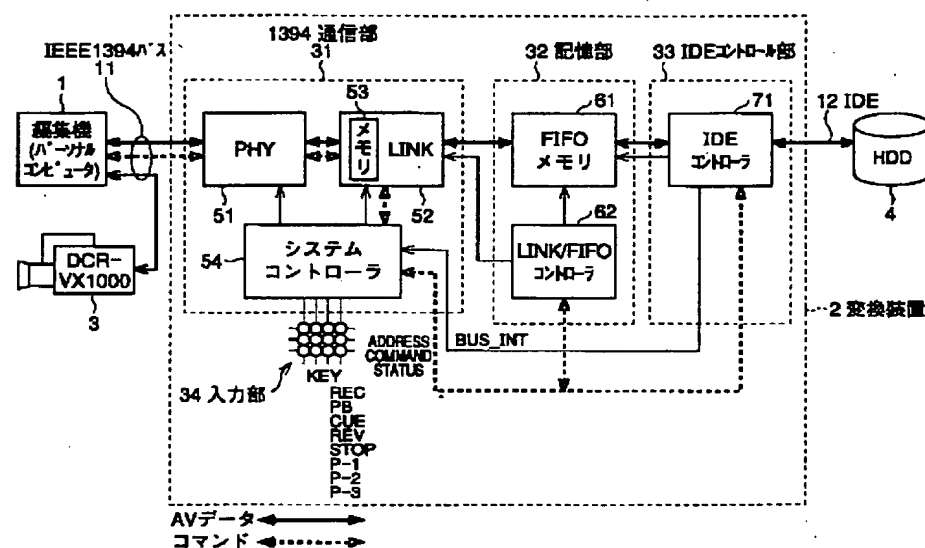 IEEE1394バス
11
1
編集機
(パーソナル
コンピュータ)
DCR-
VX1000
3
1394 通信部
31
PHY
51
53
メモリ
LINK
52
システム
コントローラ
54
32 記憶部
61
FIFO
メモリ
62
LINK/FIFO
コントローラ
33 IDEコントロール部
71
IDE
コントローラ
12 IDE
HDD
4
2 変換装置
BUS_INT
ADDRESS
COMMAND
STATUS
34 入力部
KEY
REC
PB
CUE
REV
STOP
P-1
P-2
P-3
AVデータ
コマンド